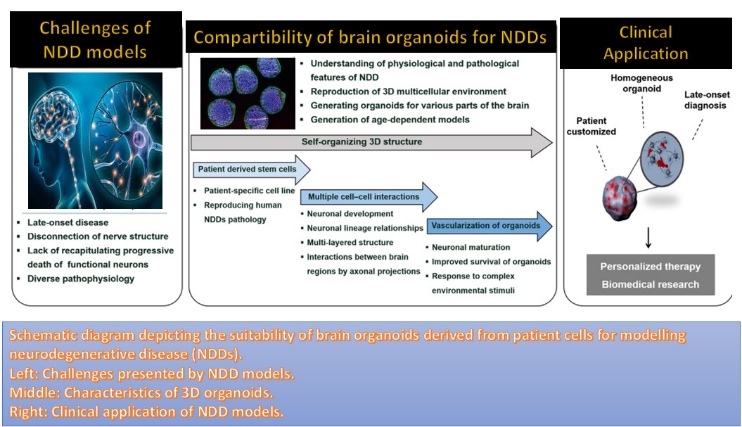 Challenges of
NDD models
▪ Late-onset disease
▪ Disconnection of nerve structure
▪ Lack of recapitulating progressive
death of functional neurons
▪ Diverse pathophysiology
Compartibility of brain organoids for NDDs
▪ Understanding of physiological and pathological
features of NDD
▪ Reproduction of 3D multicellular environment
▪ Generating organoids for various parts of the brain
▪ Generation of age-dependent models
Self-organizing 3D structure
Patient derived stem cells
▪ Patient-specific cell line
▪ Reproducing human
NDDs pathology
Multiple cell–cell interactions
▪ Neuronal development
▪ Neuronal lineage relationships
▪ Multi-layered structure
▪ Interactions between brain
regions by axonal projections
Vascularization of organoids
▪ Neuronal maturation
▪ Improved survival of organoids
▪ Response to complex
environmental stimuli
Clinical
Application
Homogeneous
organoid
Late-onset
diagnosis
Patient
customized
Personalized therapy
Biomedical research
Schematic diagram depicting the suitability of brain organoids derived from patient cells for modelling
neurodegenerative disease (NDDs).
Left: Challenges presented by NDD models.
Middle: Characteristics of 3D organoids.
Right: Clinical application of NDD models.